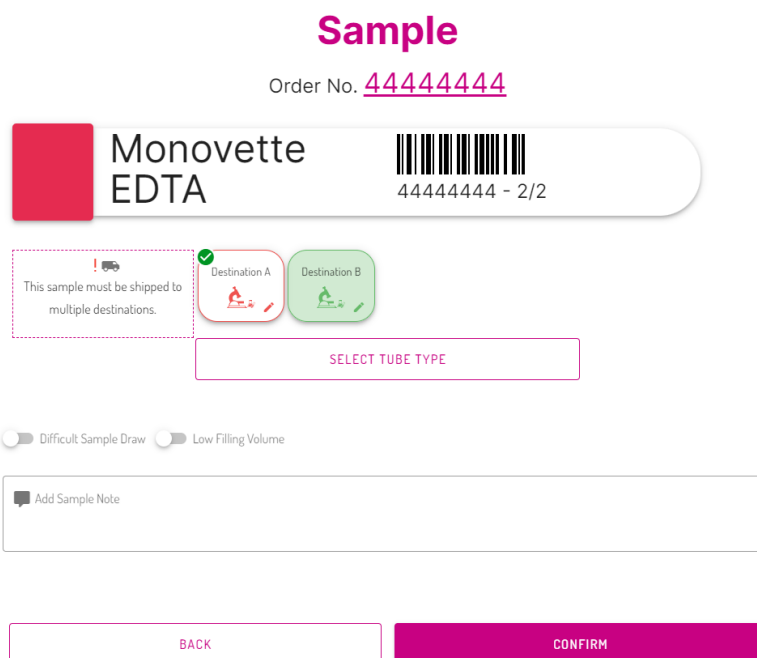 Sample
Order No. 44444444
Monovette
EDTA
44444444 - 2/2
This sample must be shipped to
multiple destinations.
Destination A
Destination B
SELECT TUBE TYPE
Difficult Sample Draw
Low Filling Volume
Add Sample Note
BACK
CONFIRM